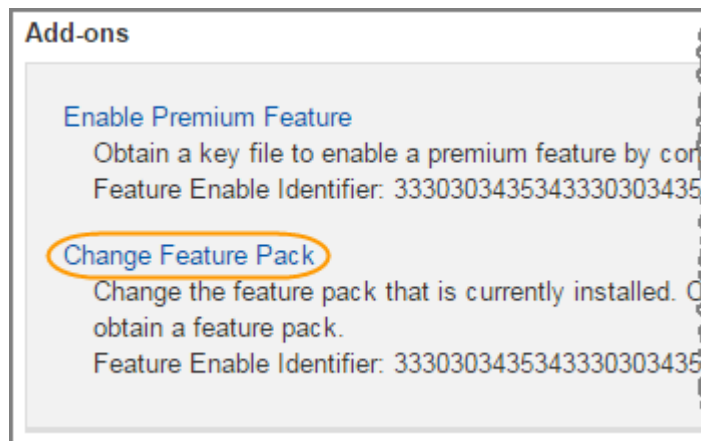 Add-ons
Enable Premium Feature
Obtain a key file to enable a premium feature by
Feature Enable Identifier: 3330303435343330303435
Change Feature Pack
Change the feature pack that is currently installed.
obtain a feature pack.
Feature Enable Identifier: 3330303435343330303435